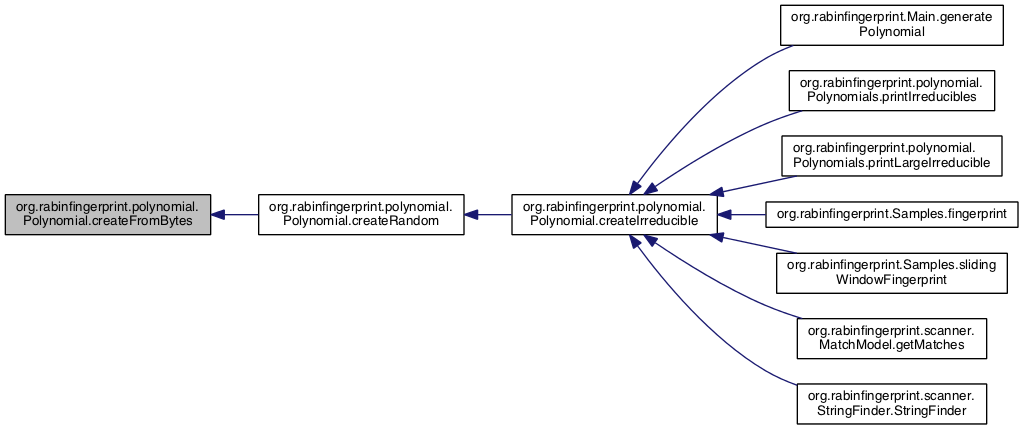 org.rabinfingerprint.Main.generate
Polynomial
org.rabinfingerprint.polynomial.
Polynomials.printIrreducibles
org.rabinfingerprint.polynomial.
Polynomials.printLargeIrreducible
org.rabinfingerprint.polynomial.
Polynomial.createFromBytes
org.rabinfingerprint.polynomial.
Polynomial.createRandom
org.rabinfingerprint.polynomial.
Polynomial.createIrreducible
org.rabinfingerprint.Samples.fingerprint
org.rabinfingerprint.Samples.sliding
WindowFingerprint
org.rabinfingerprint.scanner.
MatchModel.getMatches
org.rabinfingerprint.scanner.
StringFinder.StringFinder